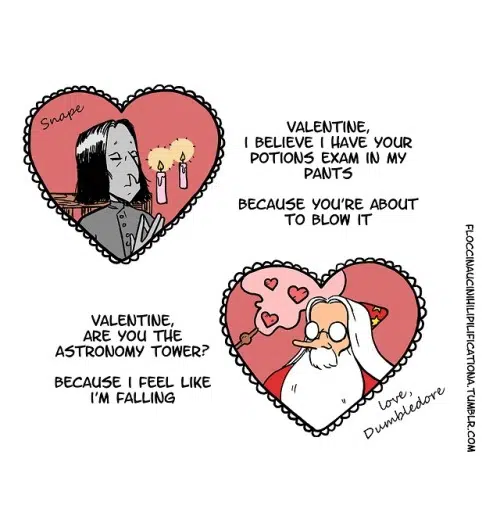 Snape
VALENTINE,
I BELIEVE I HAVE YOUR
POTIONS EXAM IN MY
PANTS
BECAUSE YOU'RE ABOUT
TO BLOW IT
VALENTINE,
ARE YOU THE
ASTRONOMY TOWER?
BECAUSE I FEEL LIKE
I'M FALLING
love,
Dumbledore
FLOCCINAUCINIHILIPILIFICATIONA.TUMBLR.COM